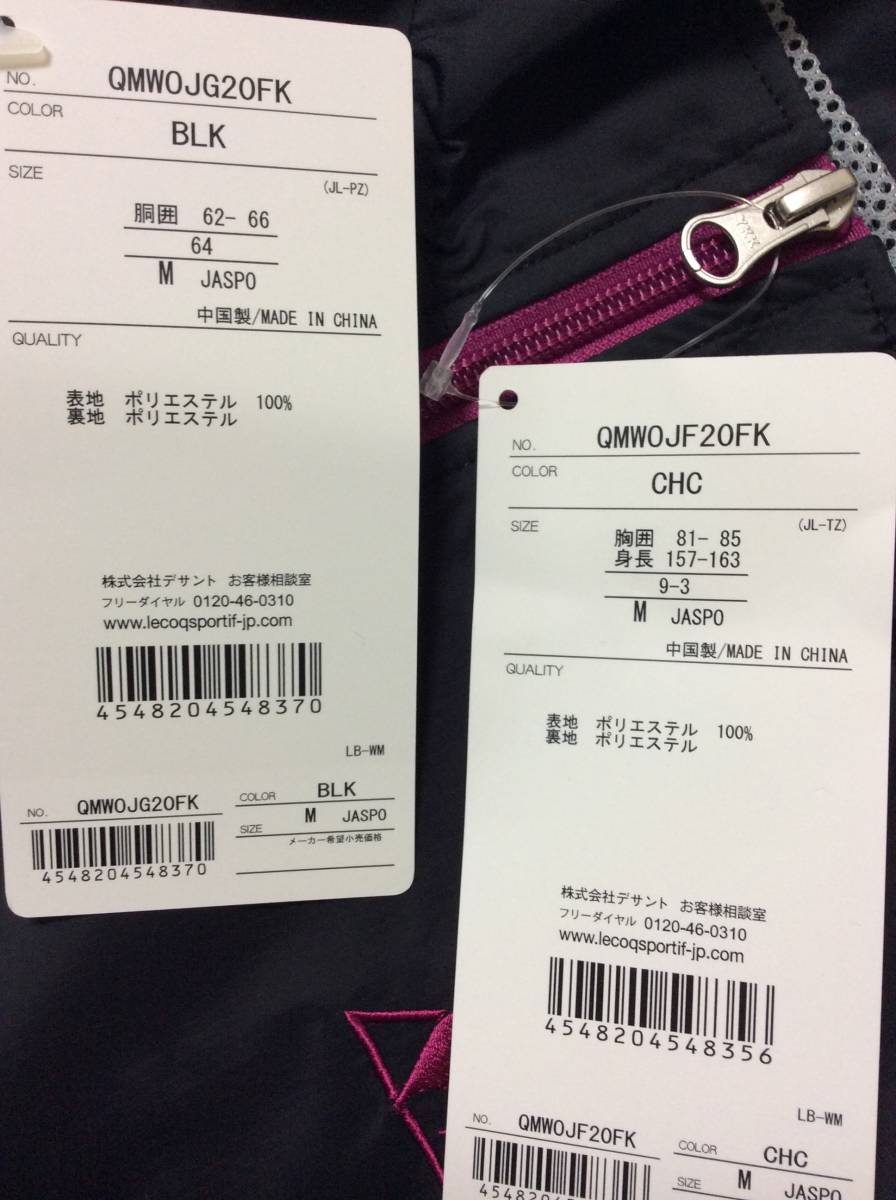 NO. QMWOJG20FK
COLOR BLK
SIZE (JL-PZ)
胴囲 62- 66
64
M JASPO
中国製/MADE IN CHINA
QUALITY
表地 ポリエステル 100%
裏地 ポリエステル
株式会社デサント お客様相談室
フリーダイヤル 0120-46-0310
www.lecoqsportif-jp.com
4548204548370
LB-WM
NO. QMWOJG20FK
COLOR BLK
SIZE M JASPO
メーカー希望小売価格
4548204548370
YKK
NO. QMWOJF20FK
COLOR CHC
SIZE (JL-TZ)
胸囲 81- 85
身長 157-163
9-3
M JASPO
中国製/MADE IN CHINA
QUALITY
表地 ポリエステル 100%
裏地 ポリエステル
株式会社デサント お客様相談室
フリーダイヤル 0120-46-0310
www.lecoqsportif-jp.com
4548204548356
LB-WM
NO. QMWOJF20FK
COLOR CHC
SIZE M JASPO